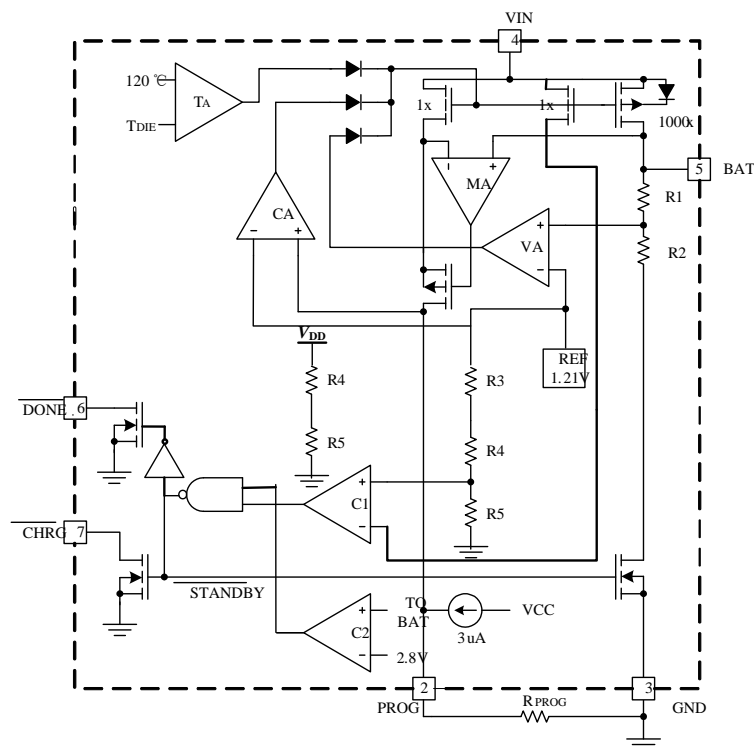 VIN
4
120 ℃
TA
TDIE
1x
1x
1000x
MA
5
BAT
R1
CA
VA
R2
VDD
REF
1.21V
R4
R3
DONE
6
R5
R4
C1
R5
CHRG
7
STANDBY
C2
TO
BAT
VCC
3uA
2.8V
2
3
PROG
RPROG
GND
+
-